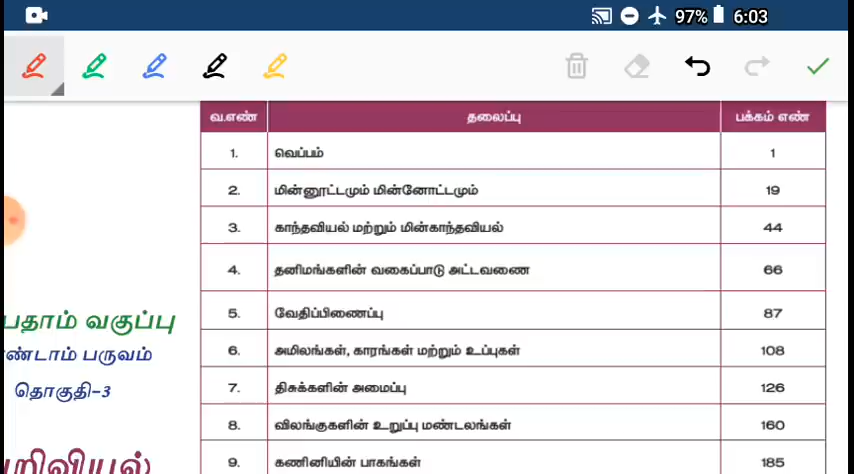 97% 6:03
வ.எண் தலைப்பு பக்கம் எண்
1. வெப்பம் 1
2. மின்னூட்டமும் மின்னோட்டமும் 19
3. காந்தவியல் மற்றும் மின்காந்தவியல் 44
4. தனிமங்களின் வகைப்பாடு அட்டவணை 66
5. வேதிப்பிணைப்பு 87
6. அமிலங்கள், காரங்கள் மற்றும் உப்புகள் 108
7. திசுக்களின் அமைப்பு 126
8. விலங்குகளின் உறுப்பு மண்டலங்கள் 160
9. கணினியின் பாகங்கள் 185
வகுப்பு
பருவம்
தொகுதி-3